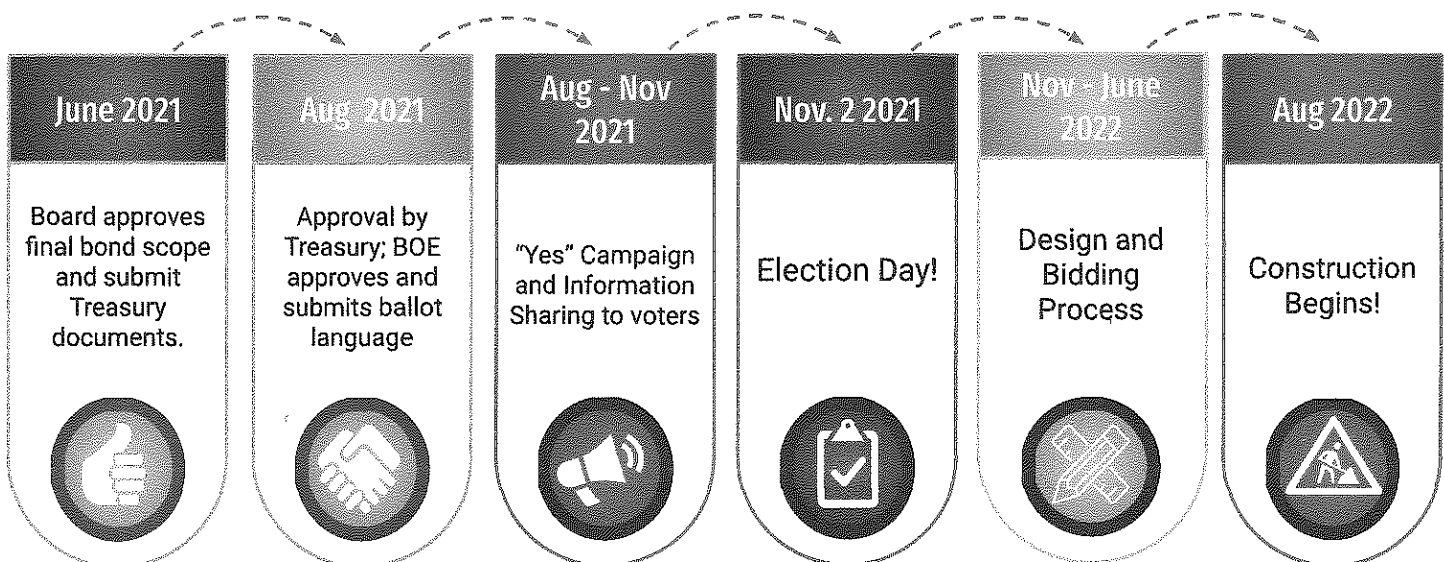 June 2021
Board approves
final bond scope
and submit
Treasury
documents.
Aug 2021
Approval by
Treasury; BOE
approves and
submits ballot
language
Aug - Nov
2021
"Yes" Campaign
and Information
Sharing to voters
Nov. 2 2021
Election Day!
Nov - June
2022
Design and
Bidding
Process
Aug 2022
Construction
Begins!